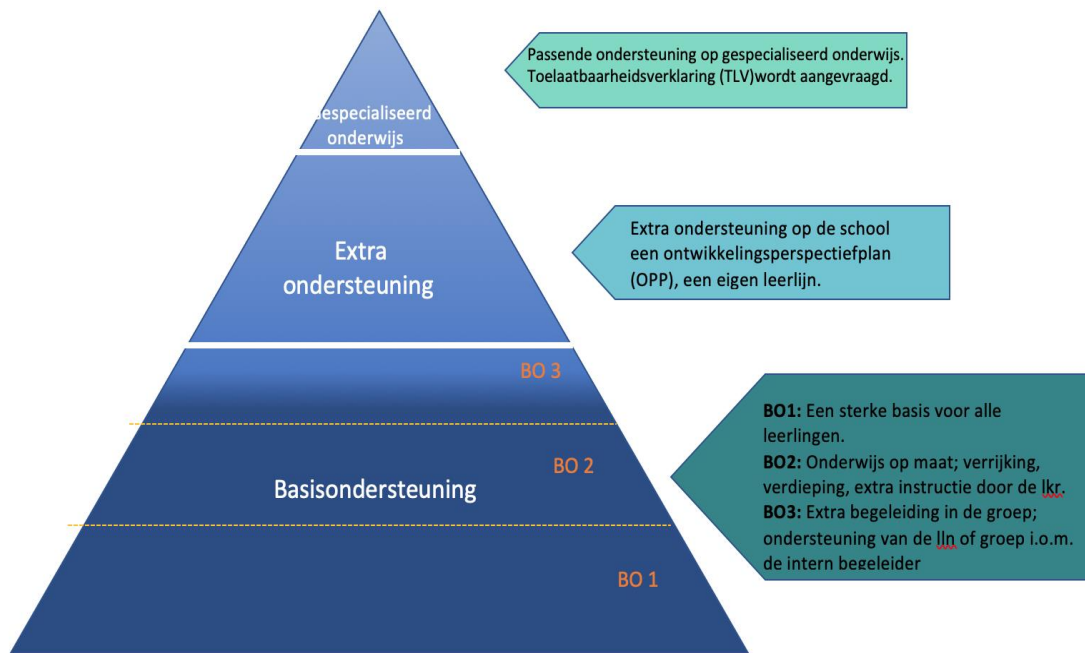 Passende ondersteuning op gespecialiseerd onderwijs.
Toelaatbaarheidsverklaring (TLV)wordt aangevraagd.
Gespecialiseerd
onderwijs
Extra ondersteuning op de school
een ontwikkelingsperspectiefplan
(OPP), een eigen leerlijn.
Extra
ondersteuning
BO 3
BO 2
Basisondersteuning
BO 1
BO1: Een sterke basis voor alle
leerlingen.
BO2: Onderwijs op maat; verrijking,
verdieping, extra instructie door de lkr.
BO3: Extra begeleiding in de groep;
ondersteuning van de lln of groep i.o.m.
de intern begeleider